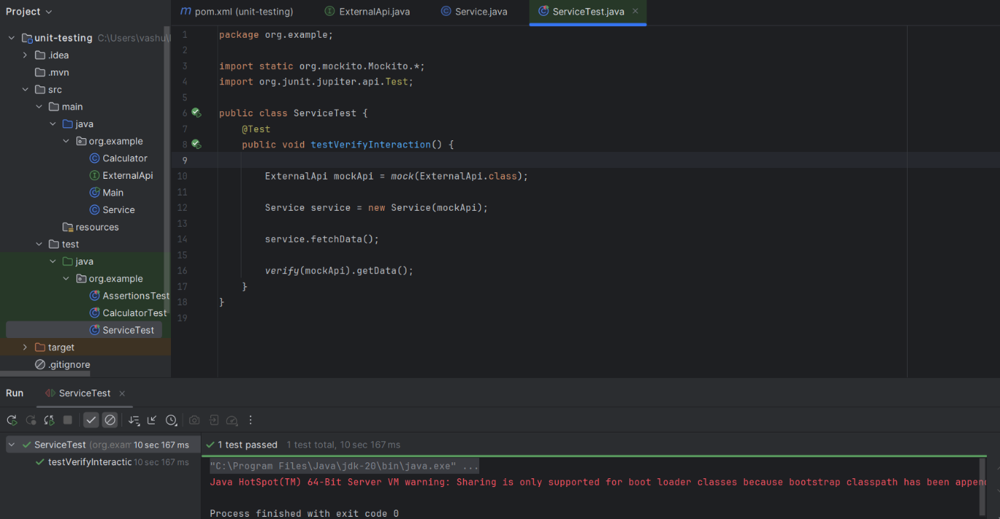 Project
m pom.xml (unit-testing)
ExternalApi.java
Service.java
ServiceTest.java
unit-testing C:\Users\vashu\
.idea
.mvn
src
main
java
org.example
Calculator
ExternalApi
Main
Service
resources
test
java
org.example
AssertionsTest
CalculatorTest
ServiceTest
target
.gitignore
1 package org.example;
2
3 import static org.mockito.Mockito.*;
4 import org.junit.jupiter.api.Test;
5
6 public class ServiceTest {
7 @Test
8 public void testVerifyInteraction() {
9
10 ExternalApi mockApi = mock(ExternalApi.class);
11
12 Service service = new Service(mockApi);
13
14 service.fetchData();
15
16 verify(mockApi).getData();
17 }
18 }
19
Run
ServiceTest
ServiceTest (org.exam 10 sec 167 ms
testVerifyInteractic 10 sec 167 ms
1 test passed 1 test total, 10 sec 167 ms
"C:\Program Files\Java\jdk-20\bin\java.exe" ...
Java HotSpot(TM) 64-Bit Server VM warning: Sharing is only supported for boot loader classes because bootstrap classpath has been appen
Process finished with exit code 0